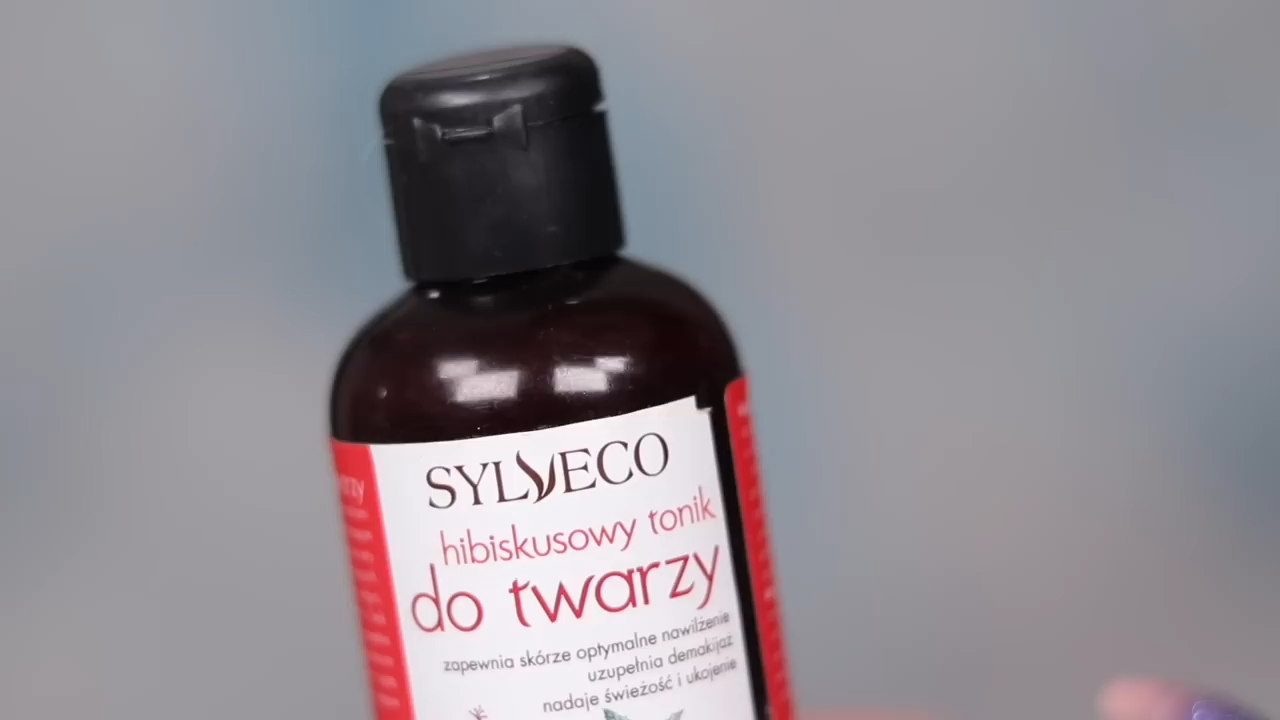 SYLVECO
hibiskusowy tonik
do twarzy
zapewnia skórze optymalne nawilżenie
uzupełnia demakijaż
nadaje świeżość i ukojenie